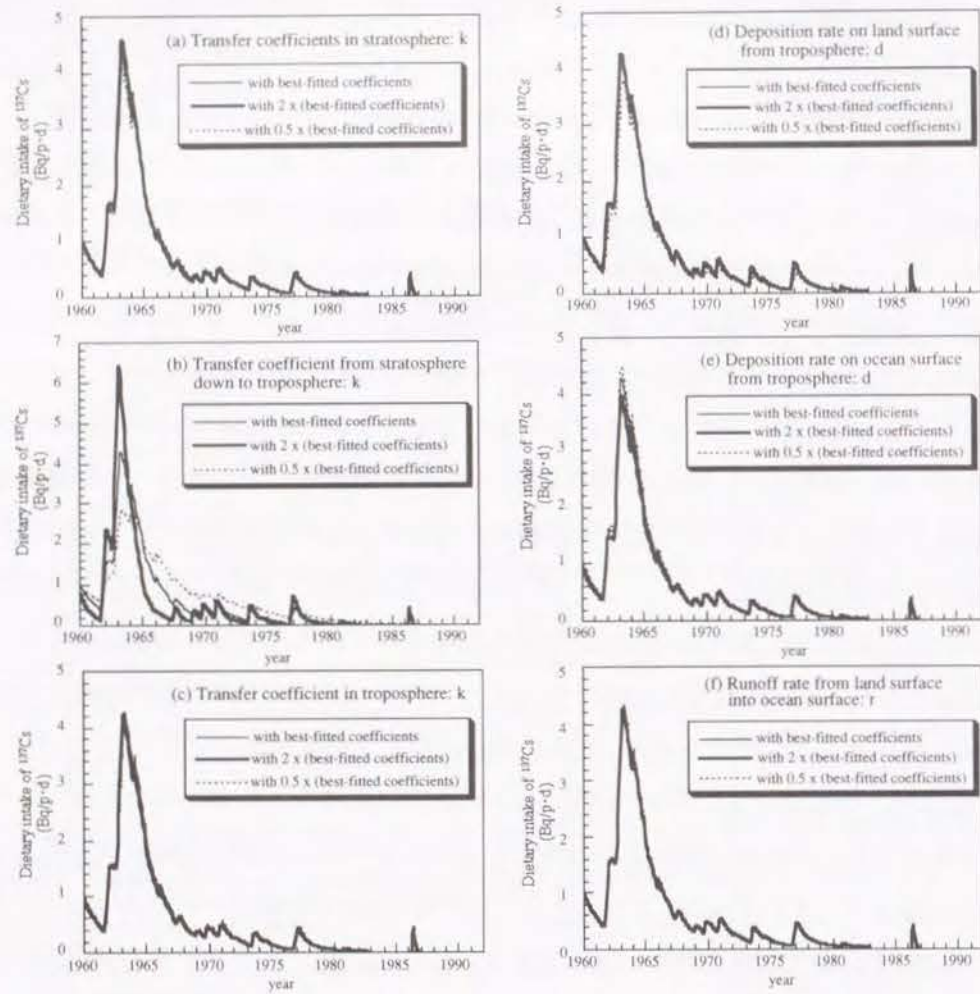 (a) Transfer coefficients in stratosphere: k
with best-fitted coefficients
with 2 x (best-fitted coefficients)
with 0.5 x (best-fitted coefficients)
Dietary intake of ¹³⁷Cs
(Bq/p·d)
5
4
3
2
1
0
1960 1965 1970 1975 1980 1985 1990
year
(b) Transfer coefficient from stratosphere
down to troposphere: k
with best-fitted coefficients
with 2 x (best-fitted coefficients)
with 0.5 x (best-fitted coefficients)
Dietary intake of ¹³⁷Cs
(Bq/p·d)
7
6
5
4
3
2
1
0
1960 1965 1970 1975 1980 1985 1990
year
(c) Transfer coefficient in troposphere: k
with best-fitted coefficients
with 2 x (best-fitted coefficients)
with 0.5 x (best-fitted coefficients)
Dietary intake of ¹³⁷Cs
(Bq/p·d)
5
4
3
2
1
0
1960 1965 1970 1975 1980 1985 1990
year
(d) Deposition rate on land surface
from troposphere: d
with best-fitted coefficients
with 2 x (best-fitted coefficients)
with 0.5 x (best-fitted coefficients)
Dietary intake of ¹³⁷Cs
(Bq/p·d)
5
4
3
2
1
0
1960 1965 1970 1975 1980 1985 1990
year
(e) Deposition rate on ocean surface
from troposphere: d
with best-fitted coefficients
with 2 x (best-fitted coefficients)
with 0.5 x (best-fitted coefficients)
Dietary intake of ¹³⁷Cs
(Bq/p·d)
5
4
3
2
1
0
1960 1965 1970 1975 1980 1985 1990
year
(f) Runoff rate from land surface
into ocean surface: r
with best-fitted coefficients
with 2 x (best-fitted coefficients)
with 0.5 x (best-fitted coefficients)
Dietary intake of ¹³⁷Cs
(Bq/p·d)
5
4
3
2
1
0
1960 1965 1970 1975 1980 1985 1990
year